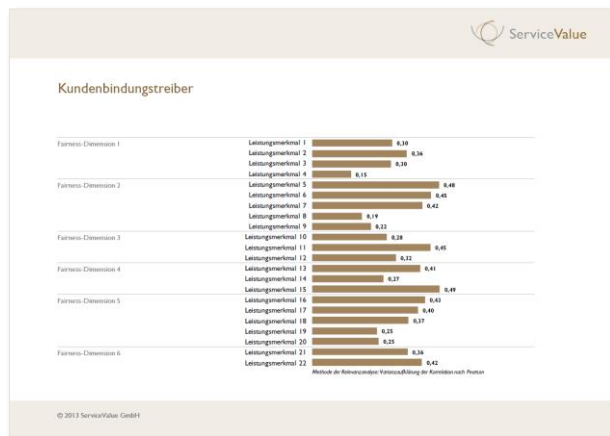 ServiceValue
Kundenbindungstreiber
Fairness-Dimension 1 Leistungsmerkmal 1 0,30
Leistungsmerkmal 2 0,36
Leistungsmerkmal 3 0,30
Leistungsmerkmal 4 0,15
Fairness-Dimension 2 Leistungsmerkmal 5 0,48
Leistungsmerkmal 6 0,45
Leistungsmerkmal 7 0,42
Leistungsmerkmal 8 0,19
Leistungsmerkmal 9 0,22
Fairness-Dimension 3 Leistungsmerkmal 10 0,28
Leistungsmerkmal 11 0,45
Leistungsmerkmal 12 0,32
Fairness-Dimension 4 Leistungsmerkmal 13 0,41
Leistungsmerkmal 14 0,27
Leistungsmerkmal 15 0,49
Fairness-Dimension 5 Leistungsmerkmal 16 0,43
Leistungsmerkmal 17 0,40
Leistungsmerkmal 18 0,37
Leistungsmerkmal 19 0,25
Leistungsmerkmal 20 0,25
Fairness-Dimension 6 Leistungsmerkmal 21 0,36
Leistungsmerkmal 22 0,42
Methode der Relevanzanalyse: Varianzaufklärung der Korrelation nach Pearson
© 2013 ServiceValue GmbH